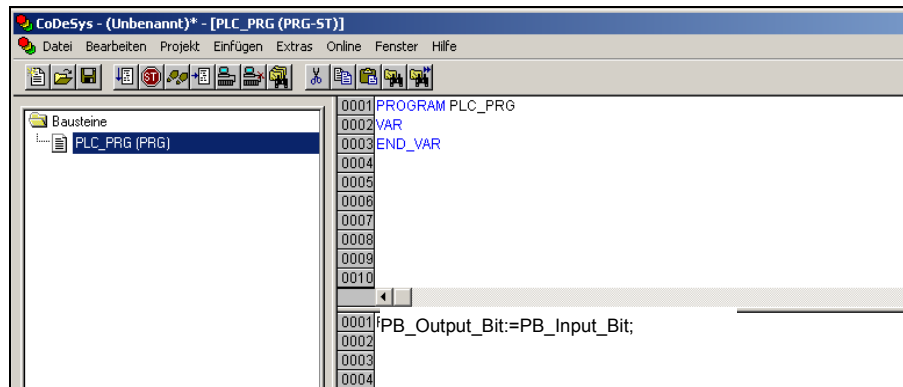 CoDeSys - (Unbenannt)* - [PLC_PRG (PRG-ST)]
Datei Bearbeiten Projekt Einfügen Extras Online Fenster Hilfe
ST
Bausteine
PLC_PRG (PRG)
0001 PROGRAM PLC_PRG
0002 VAR
0003 END_VAR
0004
0005
0006
0007
0008
0009
0010
0001 PB_Output_Bit:=PB_Input_Bit;
0002
0003
0004